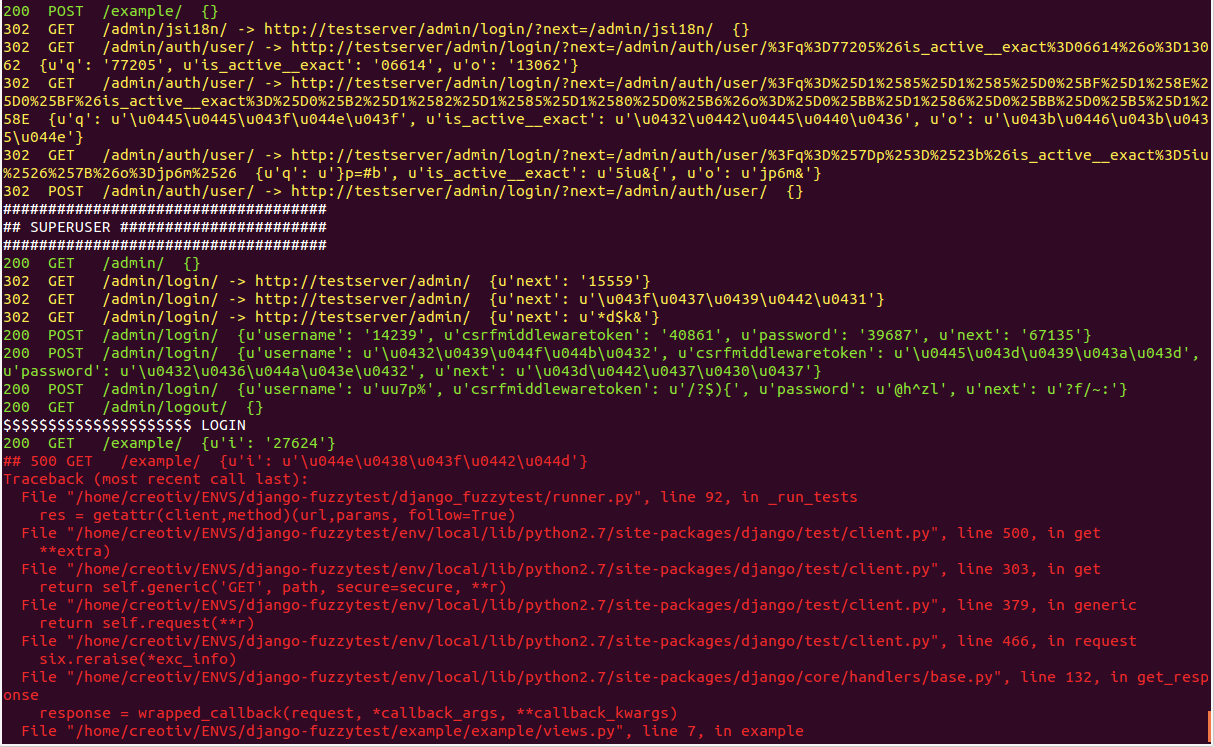 200  POST  /example/  {}
302  GET   /admin/jsi18n/ -> http://testserver/admin/login/?next=/admin/jsi18n/  {}
302  GET   /admin/auth/user/ -> http://testserver/admin/login/?next=/admin/auth/user/%3Fq%3D77205%26is_active__exact%3D06614%26o%3D130
62  {u'q': '77205', u'is_active__exact': '06614', u'o': '13062'}
302  GET   /admin/auth/user/ -> http://testserver/admin/login/?next=/admin/auth/user/%3Fq%3D%25D1%2585%25D1%2585%25D0%25BF%25D1%258E%2
5D0%25BF%26is_active__exact%3D%25D0%25B2%25D1%2582%25D1%2585%25D1%2580%25D0%25B6%26o%3D%25D0%25BB%25D1%2586%25D0%25BB%25D0%25B5%25D1%2
58E  {u'q': u'\u0445\u0445\u043f\u044e\u043f', u'is_active__exact': u'\u0432\u0442\u0445\u0440\u0436', u'o': u'\u043b\u0446\u043b\u043
5\u044e'}
302  GET   /admin/auth/user/ -> http://testserver/admin/login/?next=/admin/auth/user/%3Fq%3D%257Dp%253D%2523b%26is_active__exact%3D5iu
%2526%257B%26o%3Djp6m%2526  {u'q': u'}p=#b', u'is_active__exact': u'5iu&{', u'o': u'jp6m&'}
302  POST  /admin/auth/user/ -> http://testserver/admin/login/?next=/admin/auth/user/  {}
####################################
## SUPERUSER #######################
####################################
200  GET   /admin/  {}
302  GET   /admin/login/ -> http://testserver/admin/  {u'next': '15559'}
302  GET   /admin/login/ -> http://testserver/admin/  {u'next': u'\u043f\u0437\u0439\u0442\u0431'}
302  GET   /admin/login/ -> http://testserver/admin/  {u'next': u'*d$k&'}
200  POST  /admin/login/  {u'username': '14239', u'csrfmiddlewaretoken': '40861', u'password': '39687', u'next': '67135'}
200  POST  /admin/login/  {u'username': u'\u0432\u0439\u044f\u044b\u0432', u'csrfmiddlewaretoken': u'\u0445\u043d\u0439\u043a\u043d',
u'password': u'\u0432\u0436\u044a\u043e\u0432', u'next': u'\u043d\u0442\u0437\u0430\u0437'}
200  POST  /admin/login/  {u'username': u'uu7p%', u'csrfmiddlewaretoken': u'/?$){', u'password': u'@h^zl', u'next': u'?f/~:'}
200  GET   /admin/logout/  {}
$$$$$$$$$$$$$$$$$$$$$ LOGIN
200  GET   /example/  {u'i': '27624'}
## 500 GET   /example/  {u'i': u'\u044e\u0438\u043f\u0442\u044d'}
Traceback (most recent call last):
  File "/home/creotiv/ENVS/django-fuzzytest/django_fuzzytest/runner.py", line 92, in _run_tests
    res = getattr(client,method)(url,params, follow=True)
  File "/home/creotiv/ENVS/django-fuzzytest/env/local/lib/python2.7/site-packages/django/test/client.py", line 500, in get
    **extra)
  File "/home/creotiv/ENVS/django-fuzzytest/env/local/lib/python2.7/site-packages/django/test/client.py", line 303, in get
    return self.generic('GET', path, secure=secure, **r)
  File "/home/creotiv/ENVS/django-fuzzytest/env/local/lib/python2.7/site-packages/django/test/client.py", line 379, in generic
    return self.request(**r)
  File "/home/creotiv/ENVS/django-fuzzytest/env/local/lib/python2.7/site-packages/django/test/client.py", line 466, in request
    six.reraise(*exc_info)
  File "/home/creotiv/ENVS/django-fuzzytest/env/local/lib/python2.7/site-packages/django/core/handlers/base.py", line 132, in get_resp
onse
    response = wrapped_callback(request, *callback_args, **callback_kwargs)
  File "/home/creotiv/ENVS/django-fuzzytest/example/example/views.py", line 7, in example